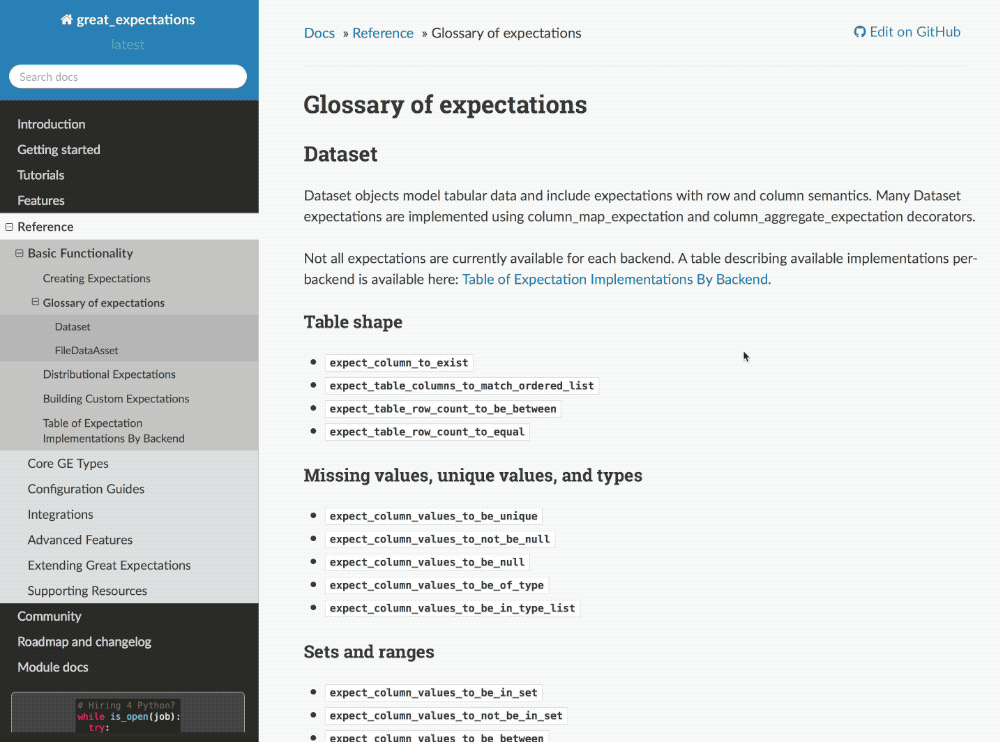 great_expectations
latest
Search docs
Introduction
Getting started
Tutorials
Features
Reference
Basic Functionality
Creating Expectations
Glossary of expectations
Dataset
FileDataAsset
Distributional Expectations
Building Custom Expectations
Table of Expectation
Implementations By Backend
Core GE Types
Configuration Guides
Integrations
Advanced Features
Extending Great Expectations
Supporting Resources
Community
Roadmap and changelog
Module docs
# Hiring 4 Python?
while is_open(job):
try:
Docs » Reference » Glossary of expectations
Edit on GitHub
Glossary of expectations
Dataset
Dataset objects model tabular data and include expectations with row and column semantics. Many Dataset
expectations are implemented using column_map_expectation and column_aggregate_expectation decorators.
Not all expectations are currently available for each backend. A table describing available implementations per-
backend is available here: Table of Expectation Implementations By Backend.
Table shape
expect_column_to_exist
expect_table_columns_to_match_ordered_list
expect_table_row_count_to_be_between
expect_table_row_count_to_equal
Missing values, unique values, and types
expect_column_values_to_be_unique
expect_column_values_to_not_be_null
expect_column_values_to_be_null
expect_column_values_to_be_of_type
expect_column_values_to_be_in_type_list
Sets and ranges
expect_column_values_to_be_in_set
expect_column_values_to_not_be_in_set
expect_column_values_to_be_between